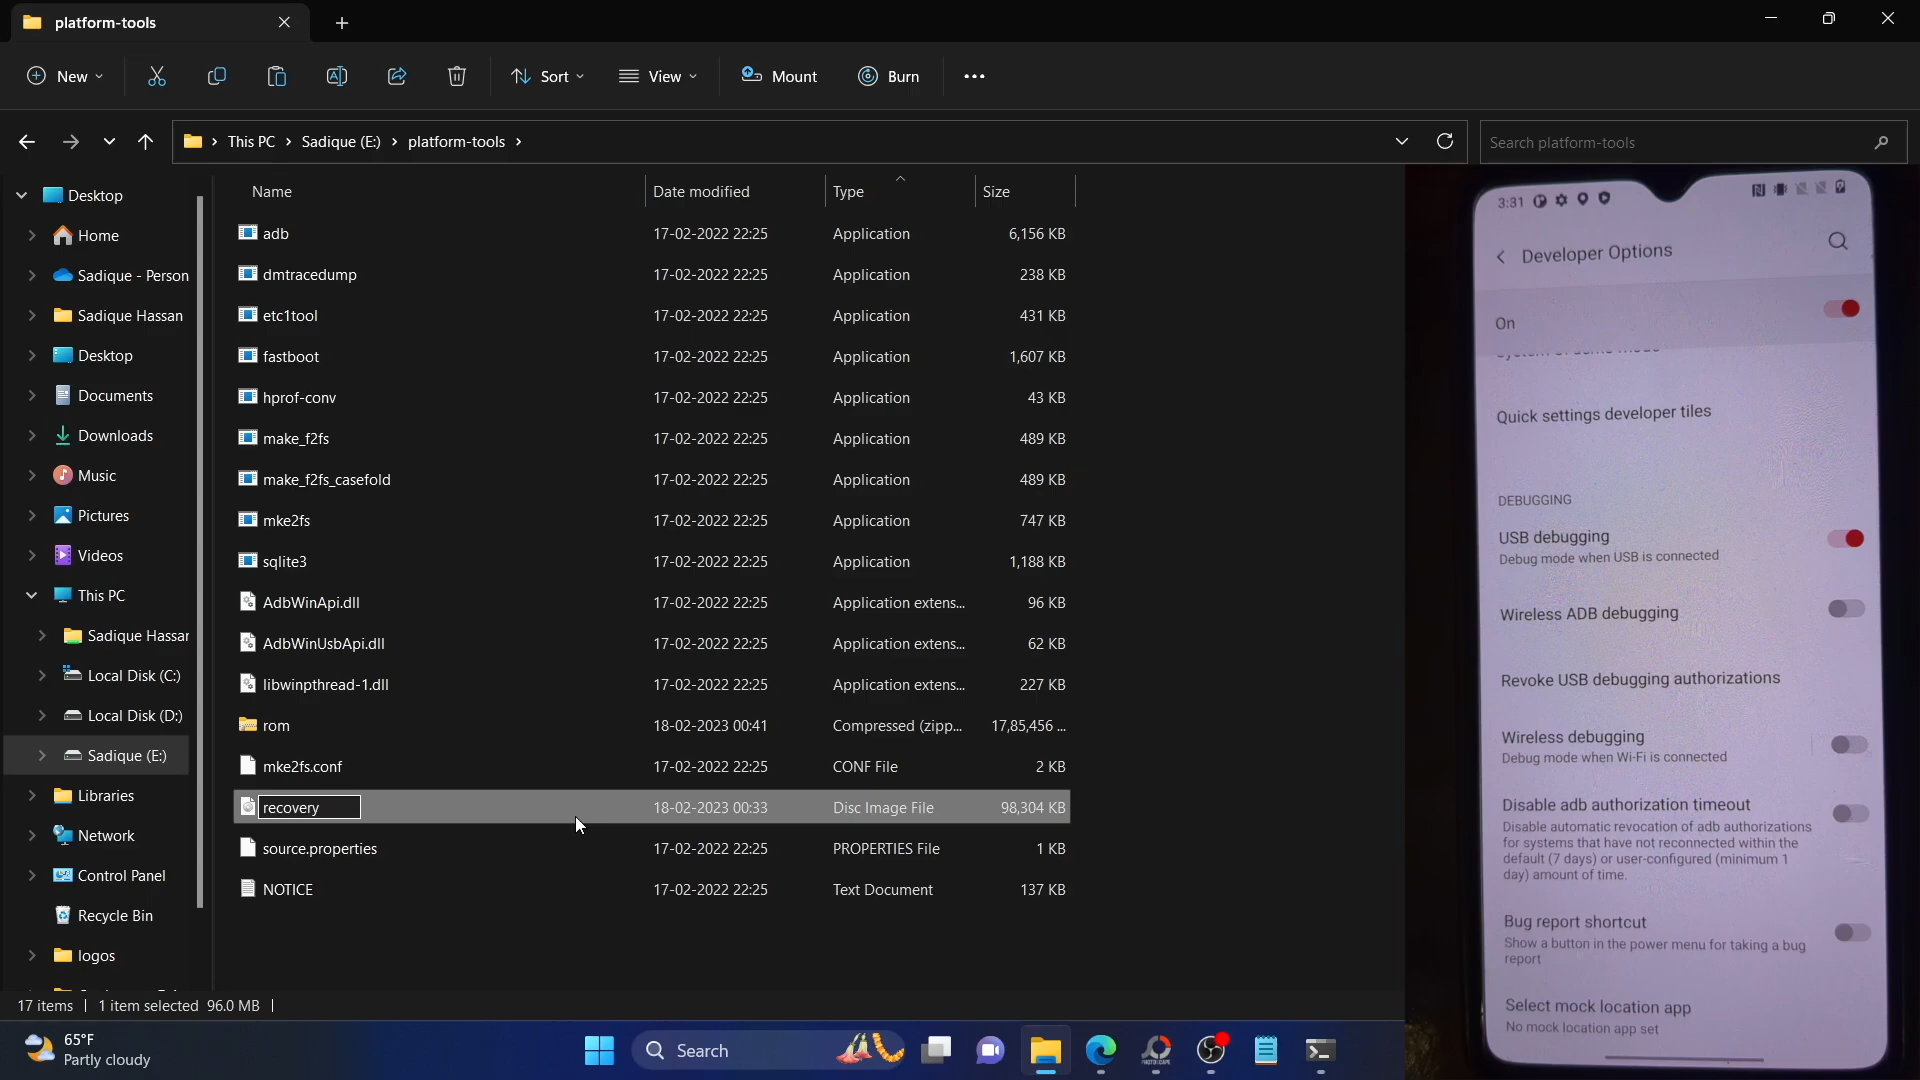 platform-tools
New
Sort
View
Mount
Burn
This PC
Sadique (E:)
platform-tools
Search platform-tools
Desktop
Home
Sadique - Person
Sadique Hassan
Desktop
Documents
Downloads
Music
Pictures
Videos
This PC
Sadique Hassar
Local Disk (C:)
Local Disk (D:)
Sadique (E:)
Libraries
Network
Control Panel
Recycle Bin
logos
Name Date modified Type Size
adb 17-02-2022 22:25 Application 6,156 KB
dmtracedump 17-02-2022 22:25 Application 238 KB
etc1tool 17-02-2022 22:25 Application 431 KB
fastboot 17-02-2022 22:25 Application 1,607 KB
hprof-conv 17-02-2022 22:25 Application 43 KB
make_f2fs 17-02-2022 22:25 Application 489 KB
make_f2fs_casefold 17-02-2022 22:25 Application 489 KB
mke2fs 17-02-2022 22:25 Application 747 KB
sqlite3 17-02-2022 22:25 Application 1,188 KB
AdbWinApi.dll 17-02-2022 22:25 Application extens... 96 KB
AdbWinUsbApi.dll 17-02-2022 22:25 Application extens... 62 KB
libwinpthread-1.dll 17-02-2022 22:25 Application extens... 227 KB
rom 18-02-2023 00:41 Compressed (zipp... 17,85,456 ...
mke2fs.conf 17-02-2022 22:25 CONF File 2 KB
recovery 18-02-2023 00:33 Disc Image File 98,304 KB
source.properties 17-02-2022 22:25 PROPERTIES File 1 KB
NOTICE 17-02-2022 22:25 Text Document 137 KB
17 items
1 item selected 96.0 MB
3:31
Developer Options
On
Quick settings developer tiles
DEBUGGING
USB debugging
Debug mode when USB is connected
Wireless ADB debugging
Revoke USB debugging authorizations
Wireless debugging
Debug mode when Wi-Fi is connected
Disable adb authorization timeout
Disable automatic revocation of adb authorizations
for systems that have not reconnected within the
default (7 days) or user-configured (minimum 1
day) amount of time.
Bug report shortcut
Show a button in the power menu for taking a bug
report
Select mock location app
No mock location app set
65°F
Partly cloudy
Search